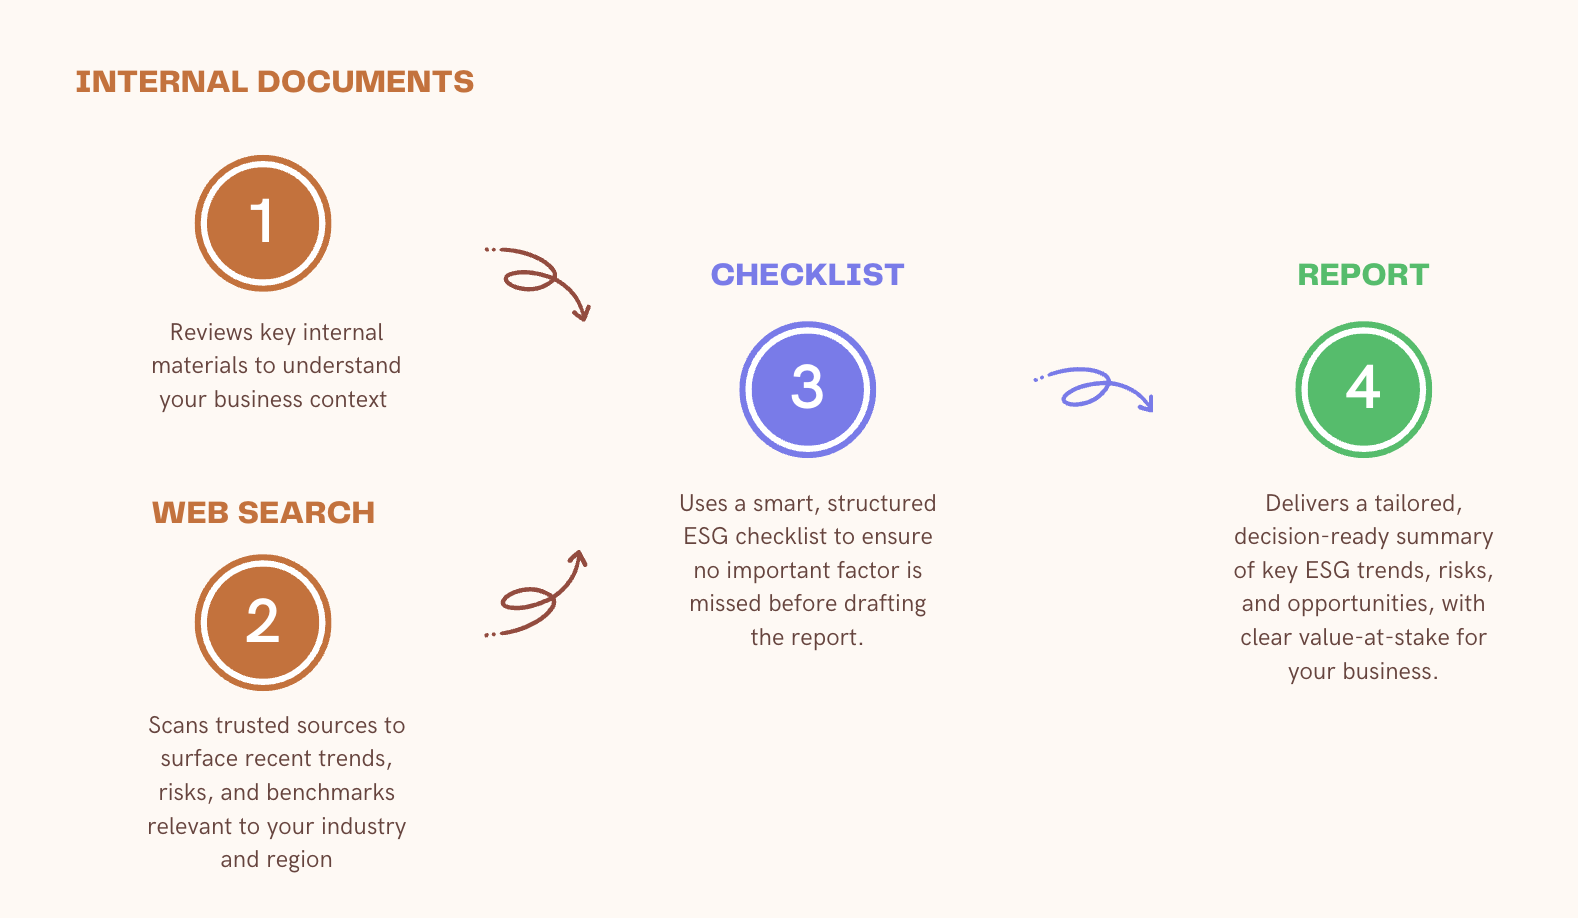 INTERNAL DOCUMENTS
1
Reviews key internal
materials to understand
your business context
WEB SEARCH
2
Scans trusted sources to
surface recent trends,
risks, and benchmarks
relevant to your industry
and region
CHECKLIST
3
Uses a smart, structured
ESG checklist to ensure
no important factor is
missed before drafting
the report.
REPORT
4
Delivers a tailored,
decision-ready summary
of key ESG trends, risks,
and opportunities, with
clear value-at-stake for
your business.